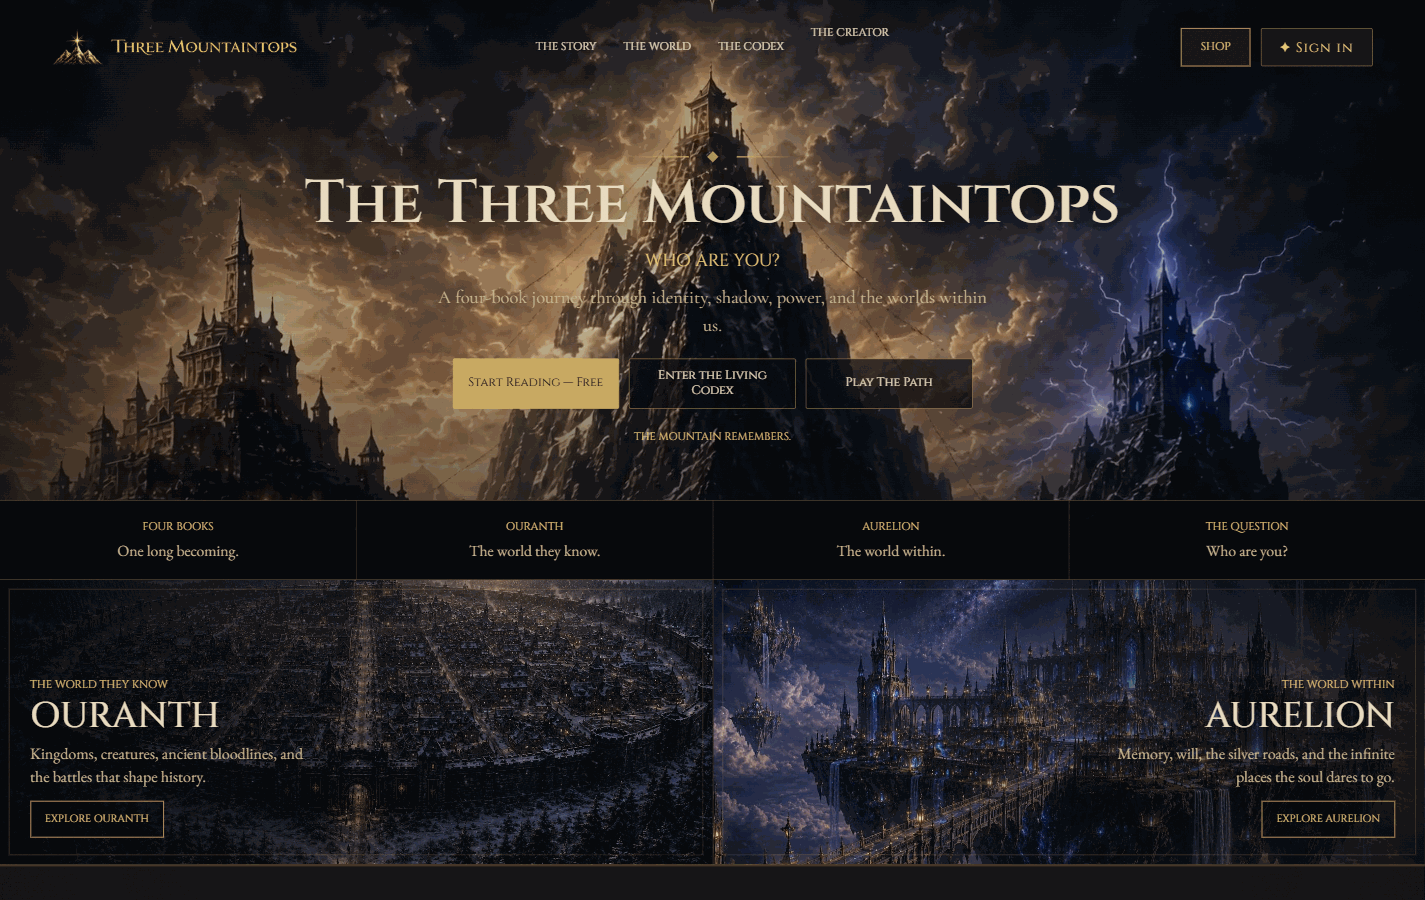 Three Mountaintops
THE STORY
THE WORLD
THE CODEX
THE CREATOR
SHOP
✦ SIGN IN
The Three Mountaintops
WHO ARE YOU?
A four-book journey through identity, shadow, power, and the worlds within
us.
Start Reading — Free
Enter the Living
Codex
Play The Path
THE MOUNTAIN REMEMBERS.
FOUR BOOKS
One long becoming.
OURANTH
The world they know.
AURELION
The world within.
THE QUESTION
Who are you?
THE WORLD THEY KNOW
OURANTH
Kingdoms, creatures, ancient bloodlines, and
the battles that shape history.
EXPLORE OURANTH
THE WORLD WITHIN
AURELION
Memory, will, the silver roads, and the infinite
places the soul dares to go.
EXPLORE AURELION